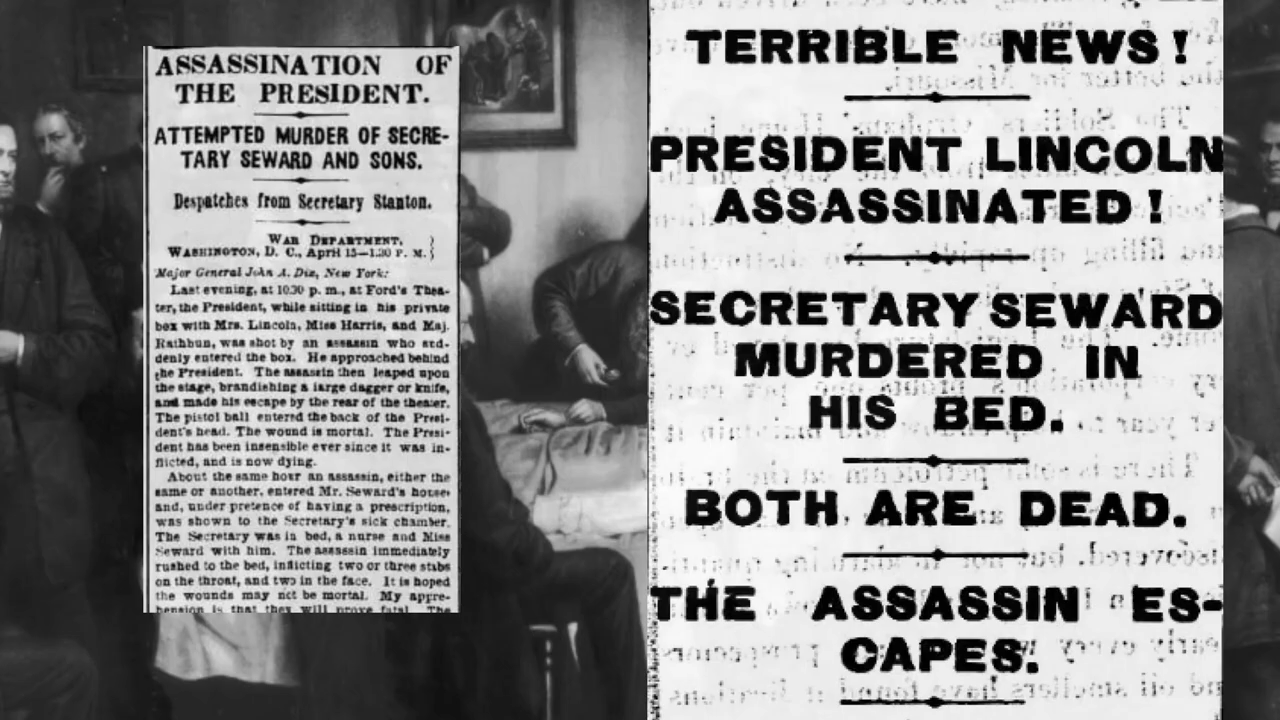 ASSASSINATION OF
THE PRESIDENT.
ATTEMPTED MURDER OF SECRE-
TARY SEWARD AND SONS.
Despatches from Secretary Stanton.
WAR DEPARTMENT,
WASHINGTON, D. C., April 15—1.30 P. M.
Major General John A. Dix, New York:
Last evening, at 10.30 p. m., at Ford's Thea-
ter, the President, while sitting in his private
box with Mrs. Lincoln, Miss Harris, and Maj.
Rathbun, was shot by an assassin who sud-
denly entered the box. He approached behind
the President. The assassin then leaped upon
the stage, brandishing a large dagger or knife,
and made his escape by the rear of the theater.
The pistol ball entered the back of the Presi-
dent's head. The wound is mortal. The Presi-
dent has been insensible ever since it was in-
flicted, and is now dying.
About the same hour an assassin, either the
same or another, entered Mr. Seward's house
and, under pretence of having a prescription,
was shown to the Secretary's sick chamber.
The Secretary was in bed, a nurse and Miss
Seward with him. The assassin immediately
rushed to the bed, inflicting two or three stabs
on the throat, and two in the face. It is hoped
the wounds may not be mortal. My appre-
hension is that they will prove fatal. The
TERRIBLE NEWS!
PRESIDENT LINCOLN
ASSASSINATED!
SECRETARY SEWARD
MURDERED IN
HIS BED.
BOTH ARE DEAD.
THE ASSASSIN ES-
CAPES.